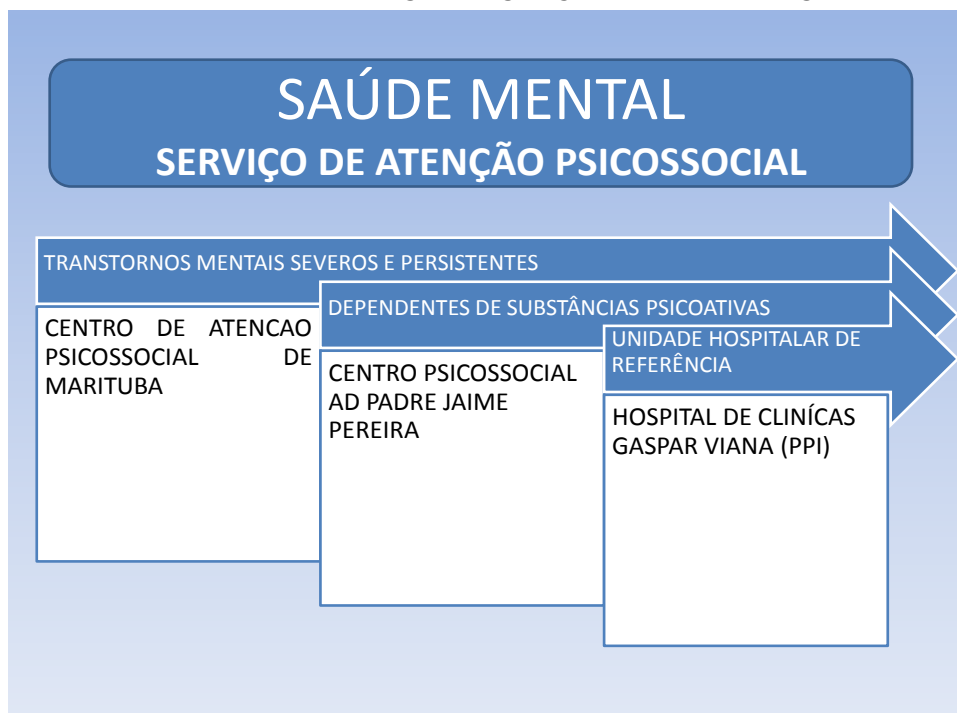 SAÚDE MENTAL
SERVIÇO DE ATENÇÃO PSICOSSOCIAL
TRANSTORNOS MENTAIS SEVEROS E PERSISTENTES
CENTRO DE ATENCAO
PSICOSSOCIAL DE
MARITUBA
DEPENDENTES DE SUBSTÂNCIAS PSICOATIVAS
CENTRO PSICOSSOCIAL
AD PADRE JAIME
PEREIRA
UNIDADE HOSPITALAR DE
REFERÊNCIA
HOSPITAL DE CLINÍCAS
GASPAR VIANA (PPI)